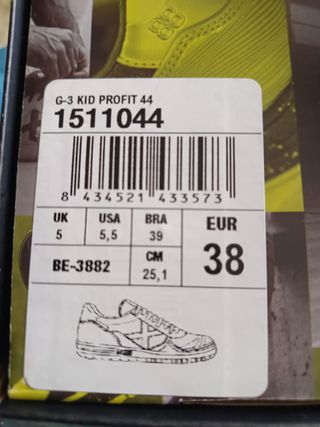 88
G-3 KID PROFIT 44
1511044
8 434521 433573
UK USA BRA EUR
5 5,5 39 38
BE-3882 CM
25,1